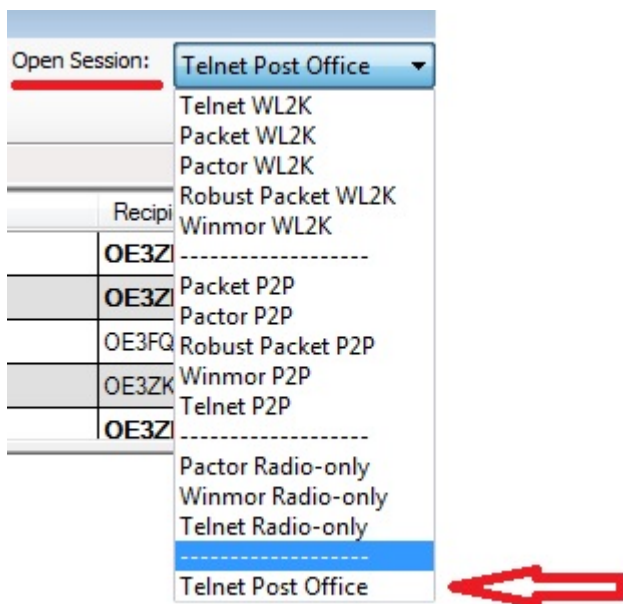 Open Session: Telnet Post Office
Telnet WL2K
Packet WL2K
Pactor WL2K
Robust Packet WL2K
Winmor WL2K
-------------------
Packet P2P
Pactor P2P
Robust Packet P2P
Winmor P2P
Telnet P2P
-------------------
Pactor Radio-only
Winmor Radio-only
Telnet Radio-only
-------------------
Telnet Post Office
Recipi
OE3Z
OE3Z
OE3FQ
OE3ZK
OE3Z